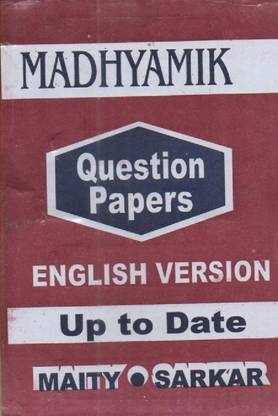 MADHYAMIK
Question
Papers
ENGLISH VERSION
Up to Date
MAITY ● SARKAR